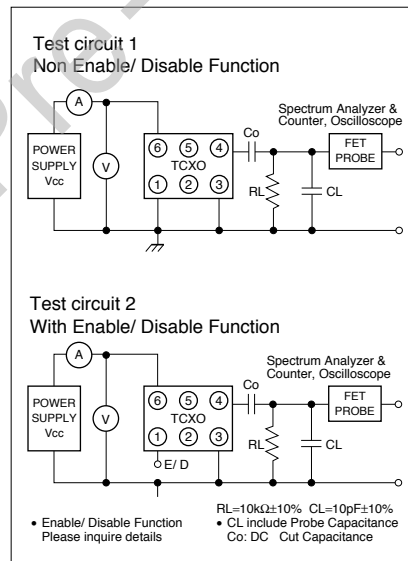 Pre
Test circuit 1
Non Enable/ Disable Function
Spectrum Analyzer &
Counter, Oscilloscope
A
POWER
SUPPLY
Vcc
V
6 5 4
TCXO
1 2 3
Co
RL
CL
FET
PROBE
Test circuit 2
With Enable/ Disable Function
Spectrum Analyzer &
Counter, Oscilloscope
A
POWER
SUPPLY
Vcc
V
6 5 4
TCXO
1 2 3
E/ D
Co
RL
CL
FET
PROBE
RL=10kΩ±10% CL=10pF±10%
• Enable/ Disable Function
Please inquire details
• CL include Probe Capacitance
Co: DC Cut Capacitance